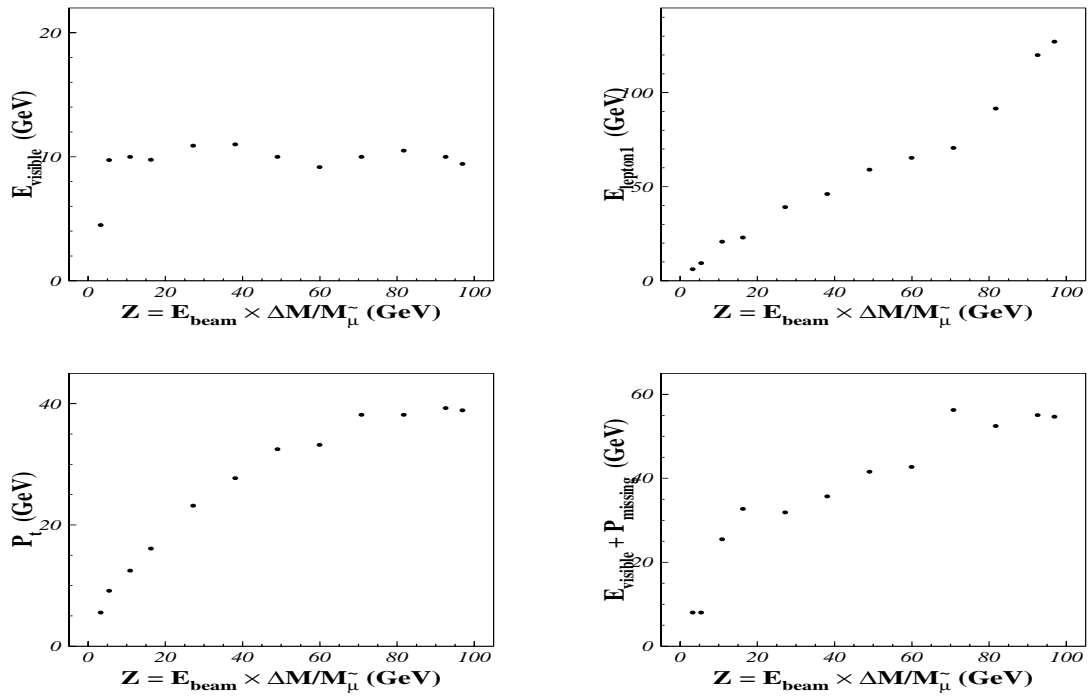 E_visible (GeV)
20
10
0
0 20 40 60 80 100
Z = E_beam × ΔM/M_μ̃ (GeV)
E_lepton1 (GeV)
100
50
0
0 20 40 60 80 100
Z = E_beam × ΔM/M_μ̃ (GeV)
P_t (GeV)
40
20
0
0 20 40 60 80 100
Z = E_beam × ΔM/M_μ̃ (GeV)
E_visible + P_missing (GeV)
60
40
20
0
0 20 40 60 80 100
Z = E_beam × ΔM/M_μ̃ (GeV)